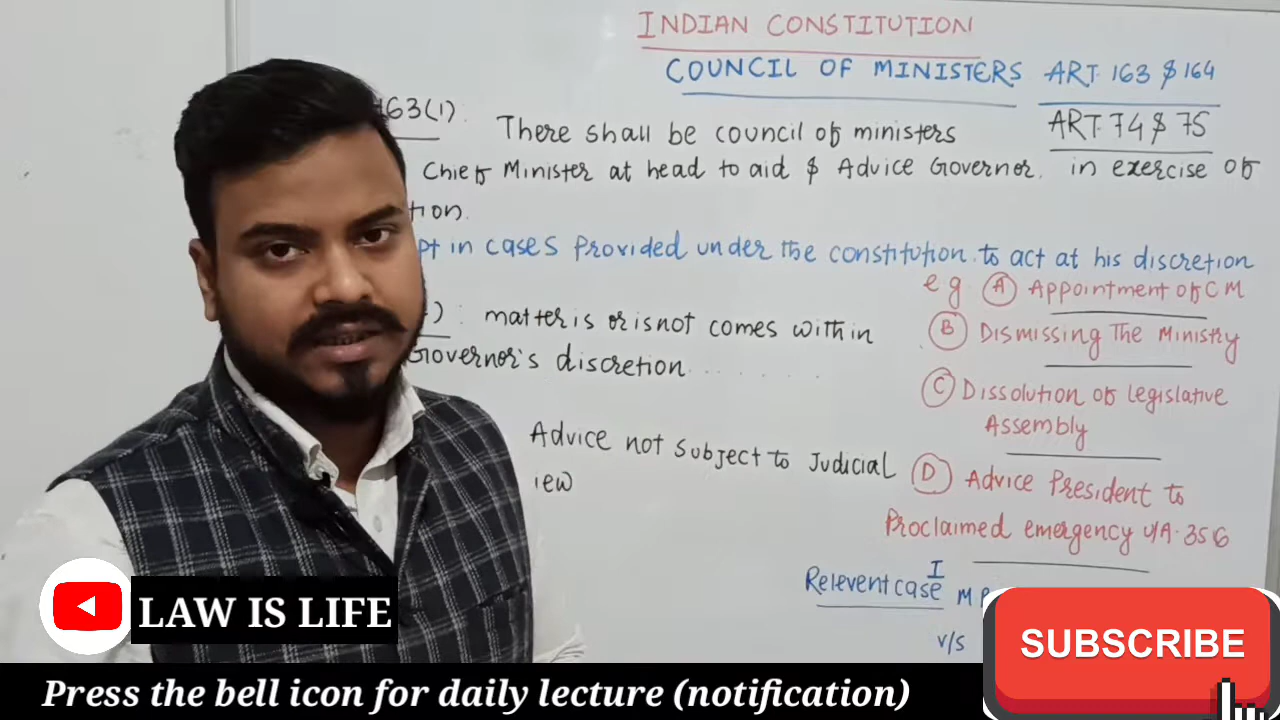 INDIAN CONSTITUTION
COUNCIL OF MINISTERS ART. 163 & 164
ART. 74 & 75
163(1):
There shall be council of ministers
Chief Minister at head to aid & Advice Governor. in exercise of
tion.
pt in cases Provided under the constitution to act at his discretion
eg (A) Appointment of CM
): matter is or is not comes within
(B) Dismissing The Ministry
Governor's discretion ........
(C) Dissolution of legislative
Assembly
Advice not subject to Judicial
iew
(D) Advice President to
Proclaimed emergency U/A. 356
Relevent case I M P
v/s
LAW IS LIFE
SUBSCRIBE
Press the bell icon for daily lecture (notification)